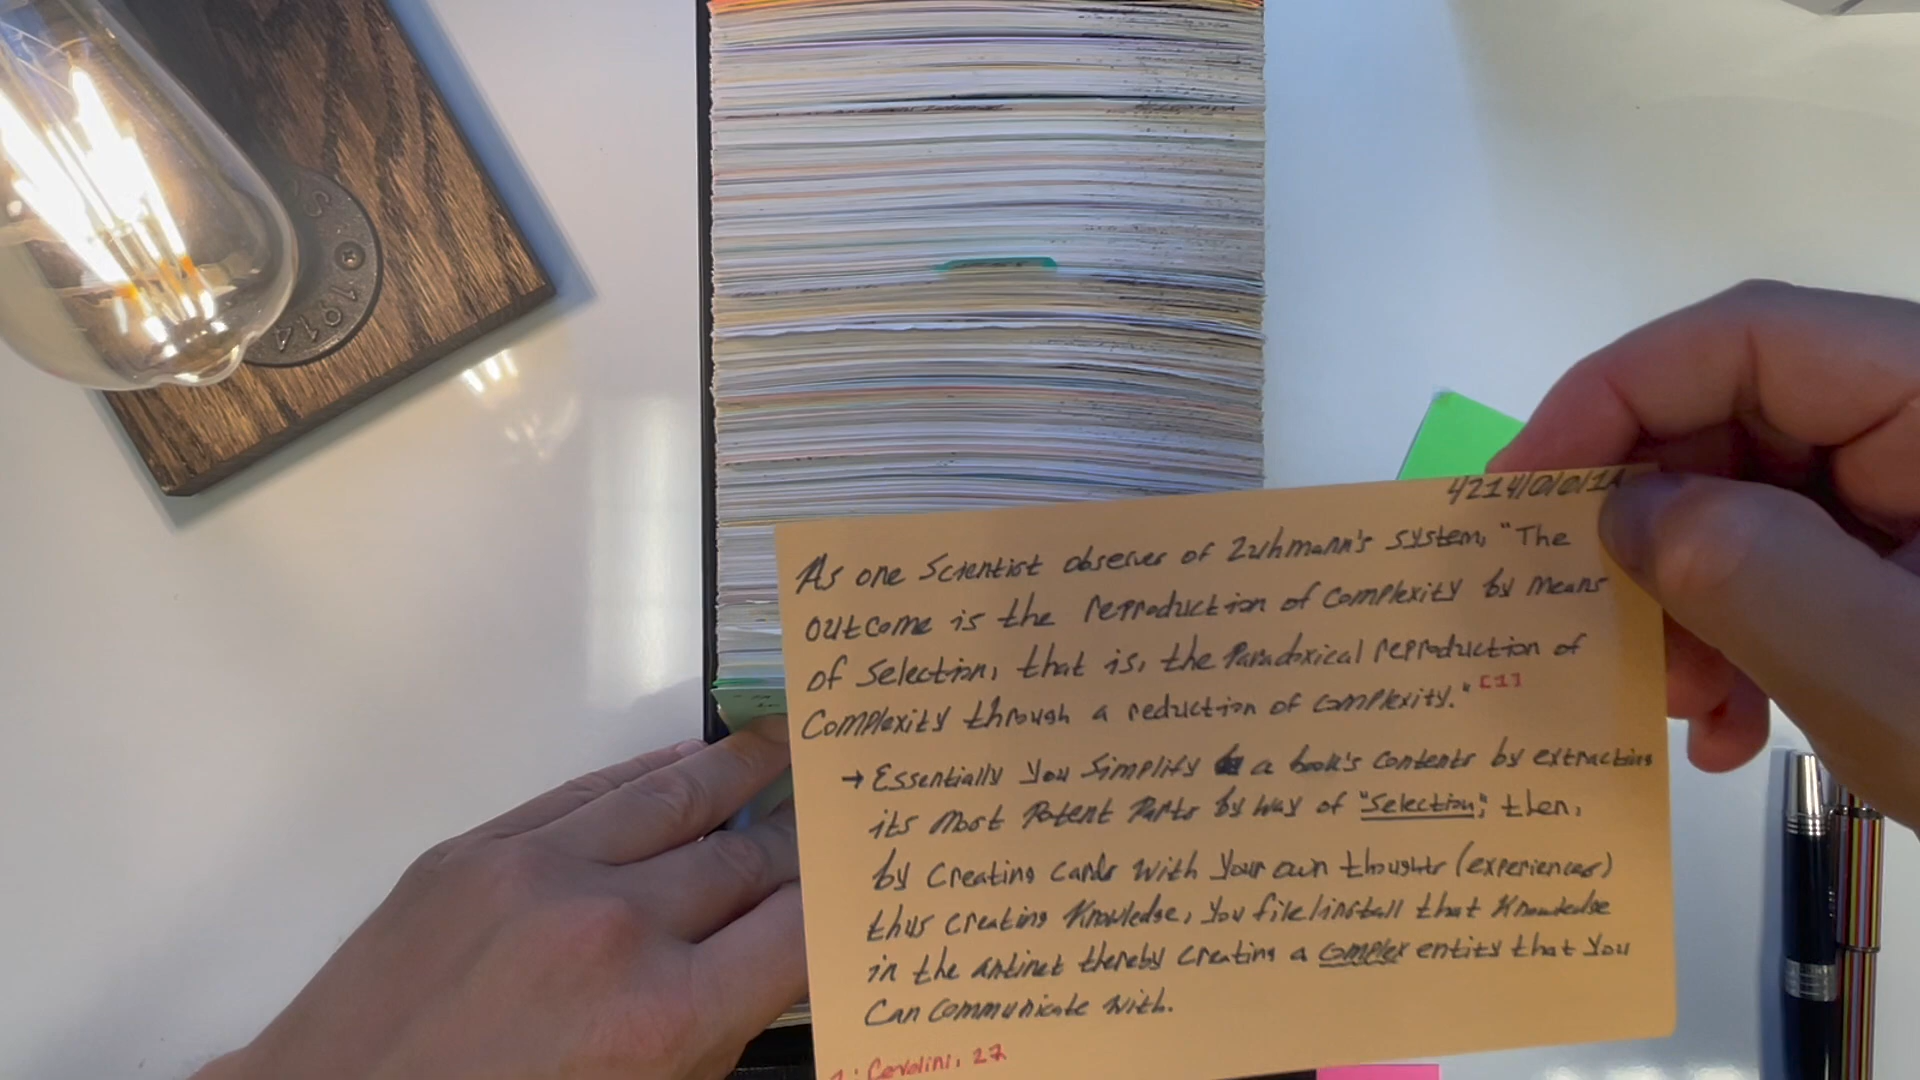 S 1914
4214/0/0/1A
As one Scientist observes of Luhmann's system, "The
outcome is the reproduction of complexity by means
of selection, that is, the Paradoxical reproduction of
complexity through a reduction of complexity." [1]
→ Essentially you simplify a book's contents by extracting
its most Potent Parts by way of "Selection," then,
by creating cards with your own thoughts (experiences)
thus creating Knowledge, you file/install that Knowledge
in the antinet thereby creating a complex entity that you
can communicate with.
1: Cevolini, 27